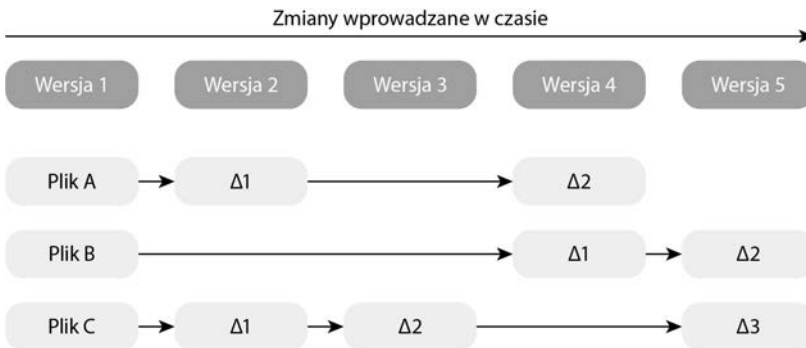 Zmiany wprowadzane w czasie
Wersja 1 Wersja 2 Wersja 3 Wersja 4 Wersja 5
Plik A Δ1 Δ2
Plik B Δ1 Δ2
Plik C Δ1 Δ2 Δ3